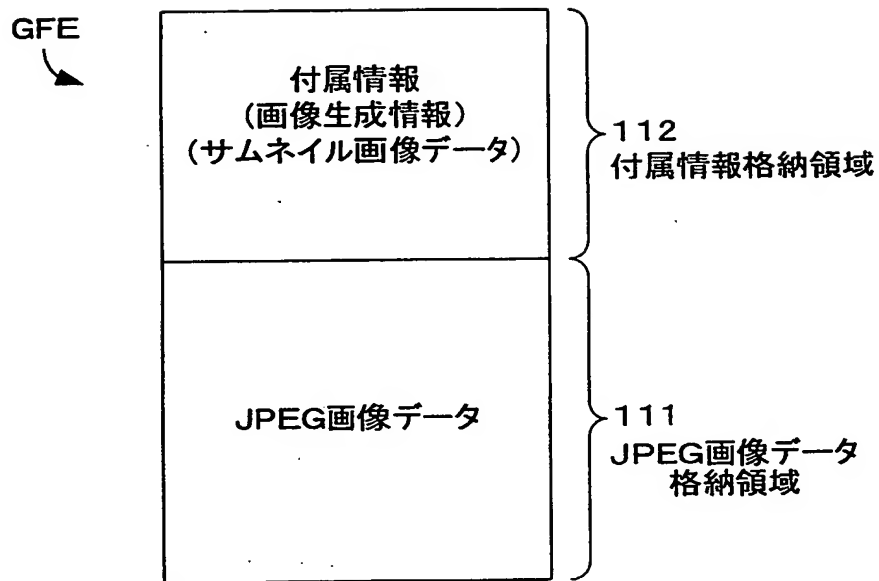 GFE
付属情報
(画像生成情報)
(サムネイル画像データ)
112
付属情報格納領域
JPEG画像データ
111
JPEG画像データ
格納領域